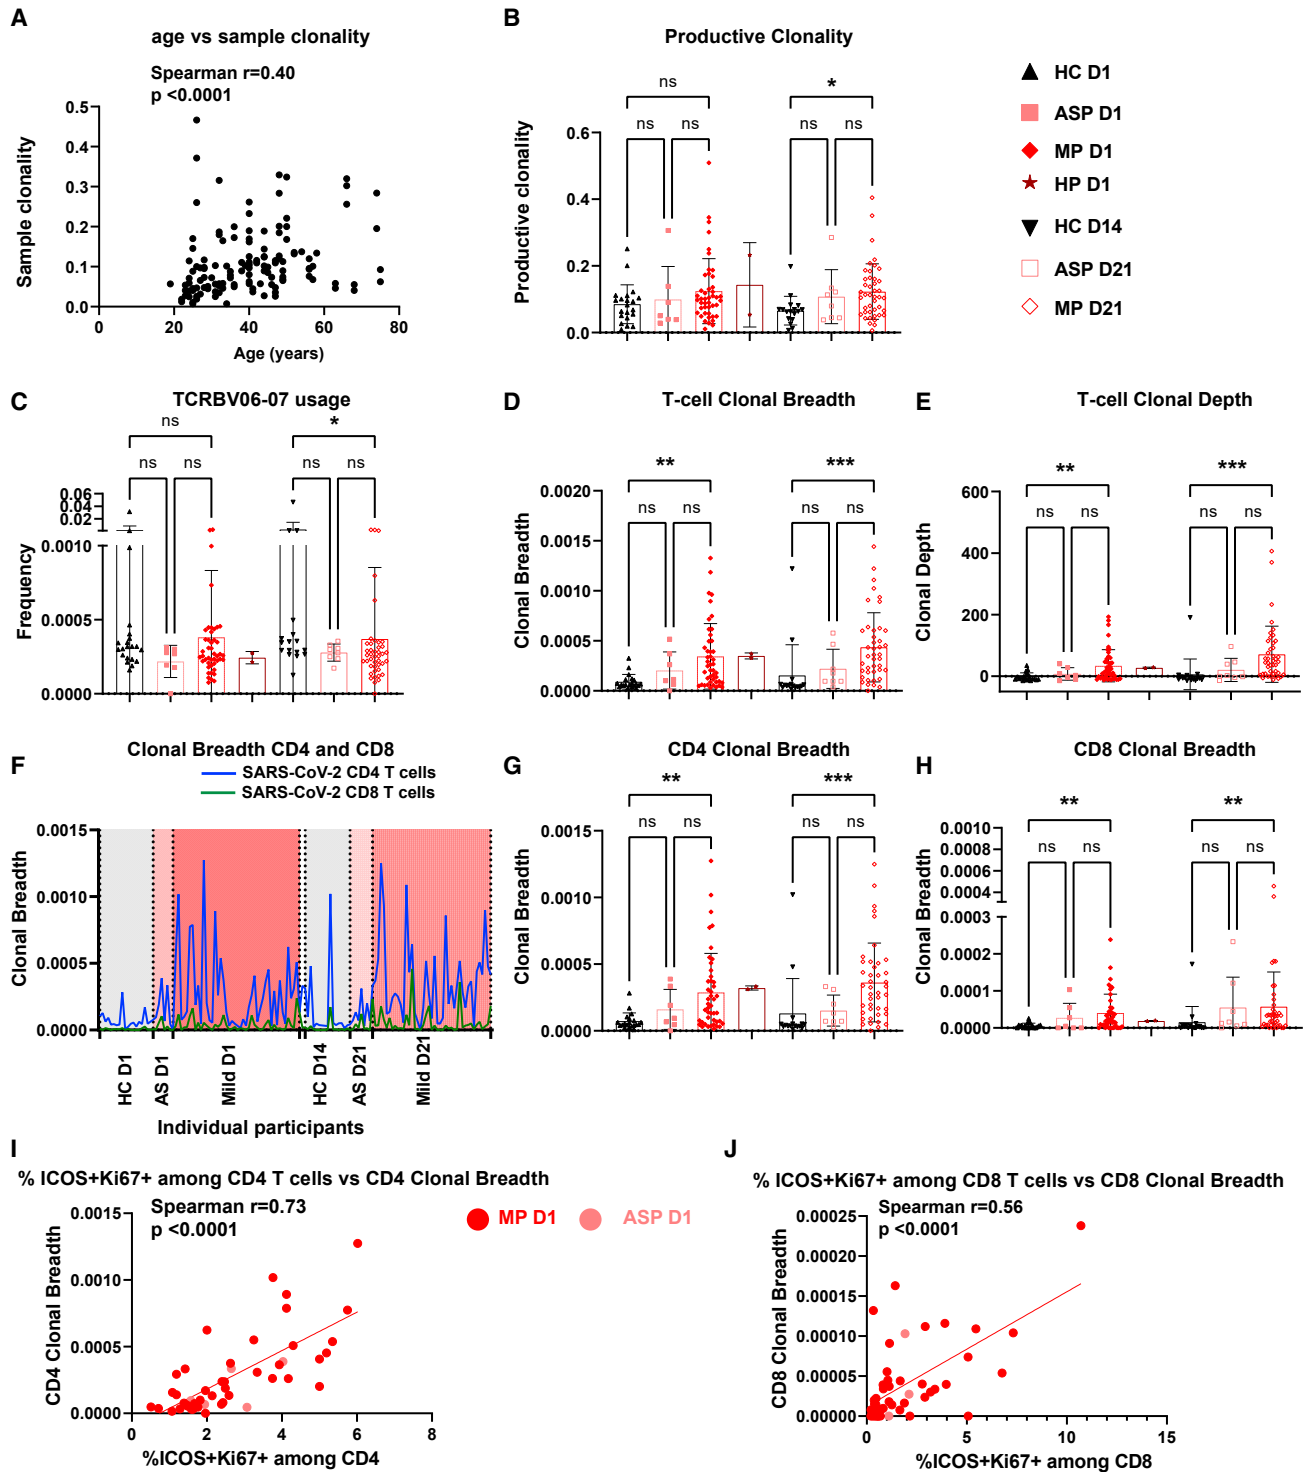 A
age vs sample clonality
Spearman r=0.40
p <0.0001
Sample clonality
0.5
0.4
0.3
0.2
0.1
0.0
0 20 40 60 80
Age (years)
B
Productive Clonality
ns *
ns ns ns ns
Productive clonality
0.6
0.4
0.2
0.0
HC D1
ASP D1
MP D1
HP D1
HC D14
ASP D21
MP D21
C
TCRBV06-07 usage
ns *
ns ns ns ns
Frequency
0.06
0.04
0.02
0.0010
0.0005
0.0000
D
T-cell Clonal Breadth
** ***
ns ns ns ns
Clonal Breadth
0.0020
0.0015
0.0010
0.0005
0.0000
E
T-cell Clonal Depth
** ***
ns ns ns ns
Clonal Depth
600
400
200
0
F
Clonal Breadth CD4 and CD8
SARS-CoV-2 CD4 T cells
SARS-CoV-2 CD8 T cells
Clonal Breadth
0.0015
0.0010
0.0005
0.0000
HC D1
AS D1
Mild D1
HC D14
AS D21
Mild D21
Individual participants
G
CD4 Clonal Breadth
** ***
ns ns ns ns
Clonal Breadth
0.0015
0.0010
0.0005
0.0000
H
CD8 Clonal Breadth
** **
ns ns ns ns
Clonal Breadth
0.0010
0.0008
0.0006
0.0004
0.0003
0.0002
0.0001
0.0000
I
% ICOS+Ki67+ among CD4 T cells vs CD4 Clonal Breadth
Spearman r=0.73
p <0.0001
MP D1 ASP D1
CD4 Clonal Breadth
0.0015
0.0010
0.0005
0.0000
0 2 4 6 8
%ICOS+Ki67+ among CD4
J
% ICOS+Ki67+ among CD8 T cells vs CD8 Clonal Breadth
Spearman r=0.56
p <0.0001
CD8 Clonal Breadth
0.00025
0.00020
0.00015
0.00010
0.00005
0.00000
0 5 10 15
%ICOS+Ki67+ among CD8